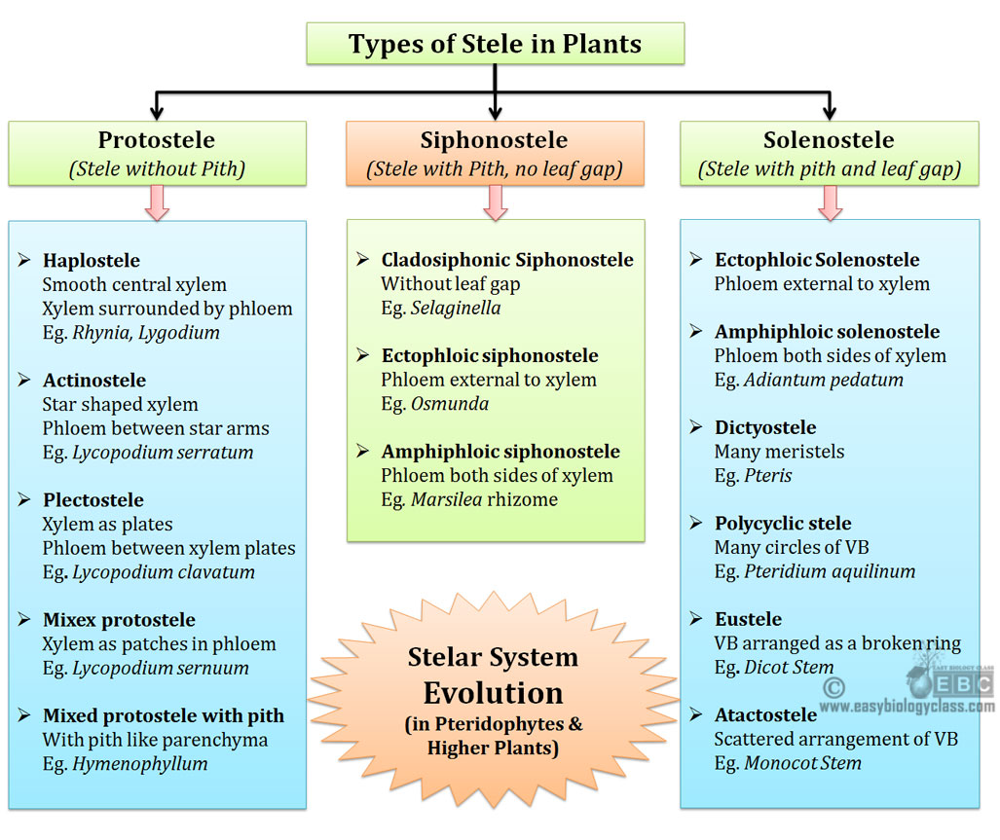 Types of Stele in Plants
Protostele
(Stele without Pith)
Siphonostele
(Stele with Pith, no leaf gap)
Solenostele
(Stele with pith and leaf gap)
➢ Haplostele
Smooth central xylem
Xylem surrounded by phloem
Eg. Rhynia, Lygodium
➢ Actinostele
Star shaped xylem
Phloem between star arms
Eg. Lycopodium serratum
➢ Plectostele
Xylem as plates
Phloem between xylem plates
Eg. Lycopodium clavatum
➢ Mixex protostele
Xylem as patches in phloem
Eg. Lycopodium sernuum
➢ Mixed protostele with pith
With pith like parenchyma
Eg. Hymenophyllum
➢ Cladosiphonic Siphonostele
Without leaf gap
Eg. Selaginella
➢ Ectophloic siphonostele
Phloem external to xylem
Eg. Osmunda
➢ Amphiphloic siphonostele
Phloem both sides of xylem
Eg. Marsilea rhizome
Stelar System
Evolution
(in Pteridophytes &
Higher Plants)
➢ Ectophloic Solenostele
Phloem external to xylem
➢ Amphiphloic solenostele
Phloem both sides of xylem
Eg. Adiantum pedatum
➢ Dictyostele
Many meristels
Eg. Pteris
➢ Polycyclic stele
Many circles of VB
Eg. Pteridium aquilinum
➢ Eustele
VB arranged as a broken ring
Eg. Dicot Stem
➢ Atactostele
Scattered arrangement of VB
Eg. Monocot Stem
EASY BIOLOGY CLASS
© EBC
www.easybiologyclass.com